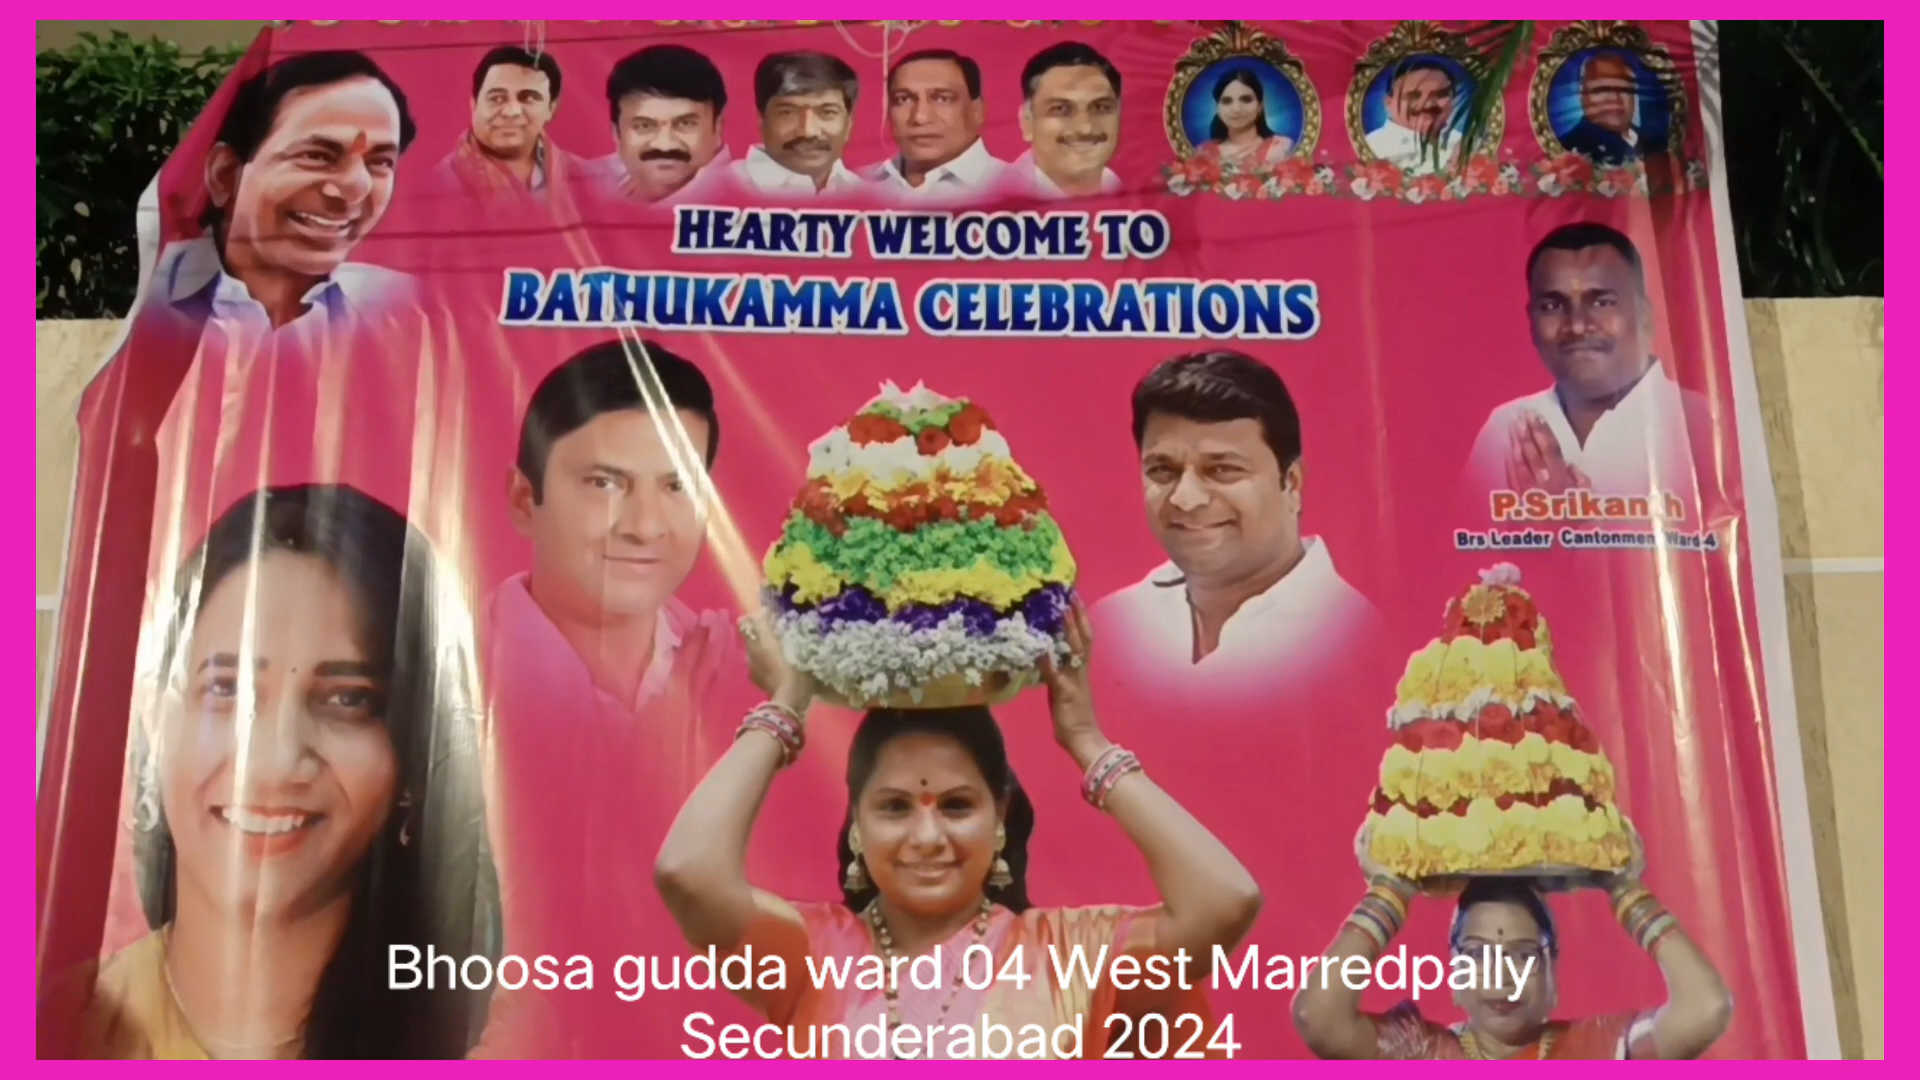 HEARTY WELCOME TO
BATHUKAMMA CELEBRATIONS
P.Srikanth
Brs Leader Cantonment Ward-4
Bhoosa gudda ward 04 West Marredpally
Secunderabad 2024